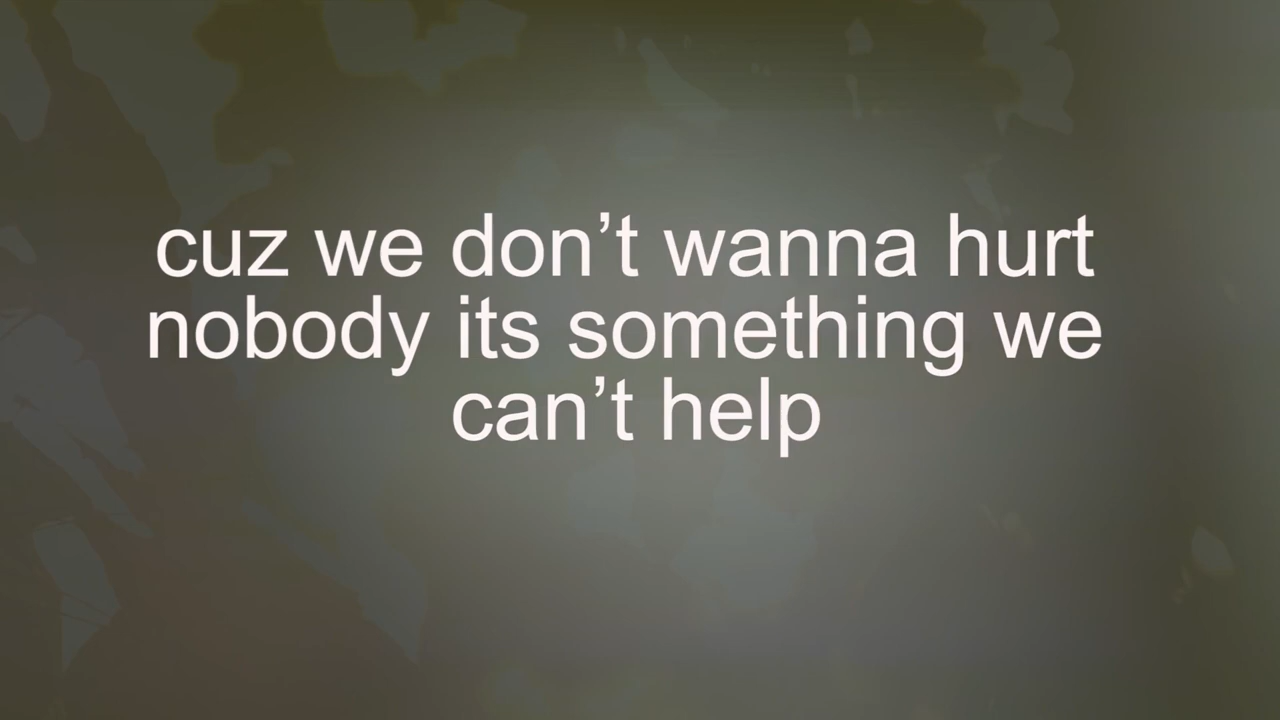 cuz we don’t wanna hurt
nobody its something we
can’t help